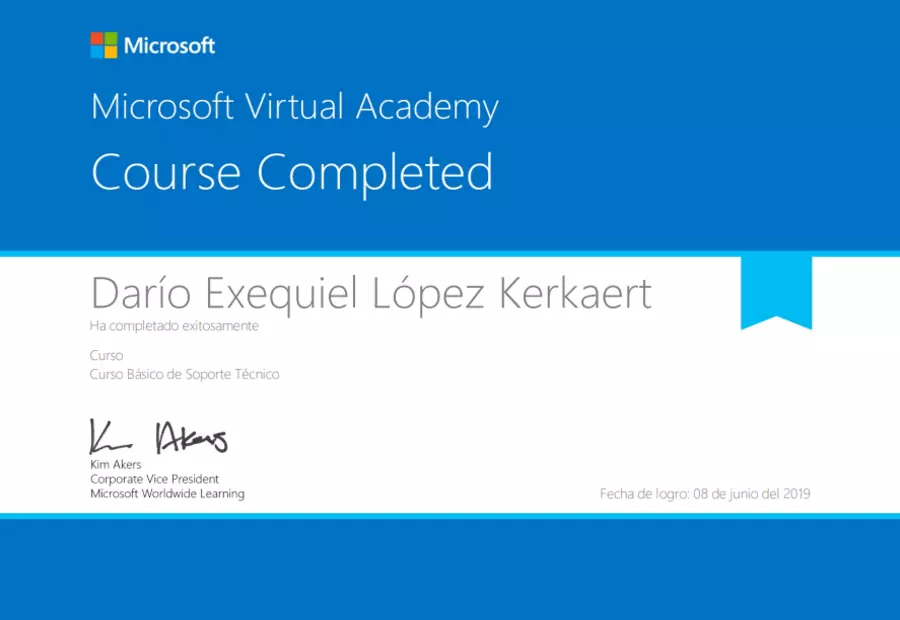 Microsoft
Microsoft Virtual Academy
Course Completed
Darío Exequiel López Kerkaert
Ha completado exitosamente
Curso
Curso Básico de Soporte Técnico
Kim Akers
Kim Akers
Corporate Vice President
Microsoft Worldwide Learning
Fecha de logro: 08 de junio del 2019